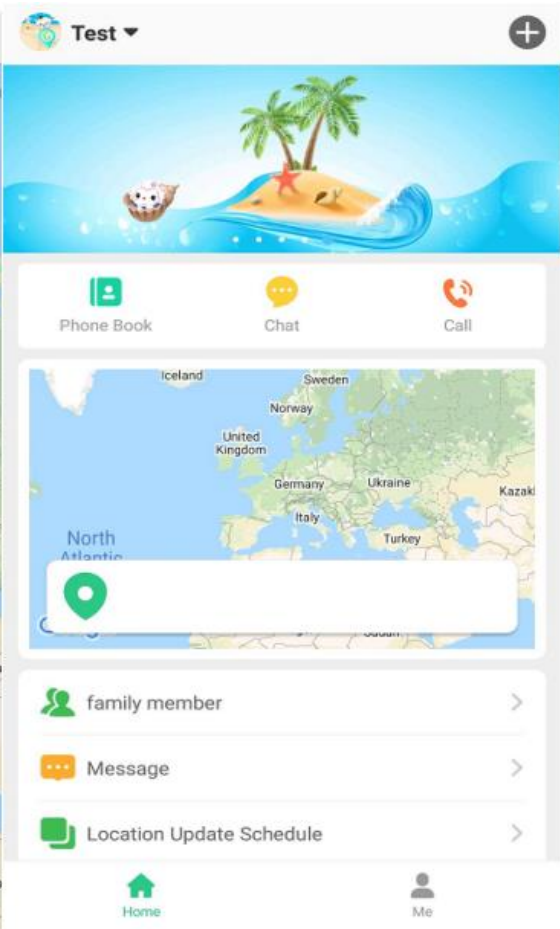 Test
Phone Book
Chat
Call
Iceland
Sweden
Norway
United
Kingdom
Germany
Ukraine
Kazak
Italy
Turkey
North
Atlantic
family member
Message
Location Update Schedule
Home
Me